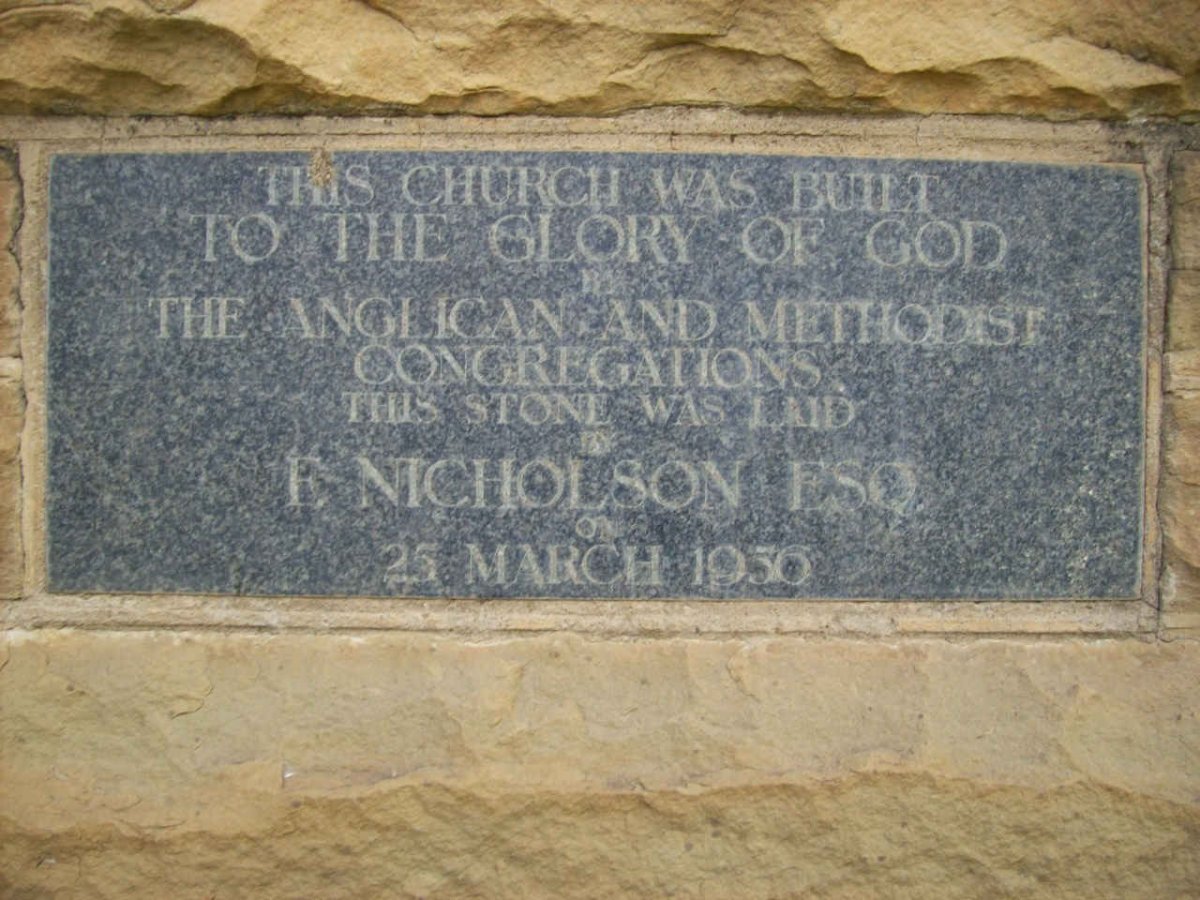 THIS CHURCH WAS BUILT
TO THE GLORY OF GOD
BY
THE ANGLICAN AND METHODIST
CONGREGATIONS.
THIS STONE WAS LAID
BY
F. NICHOLSON ESQ
ON
25 MARCH 1956